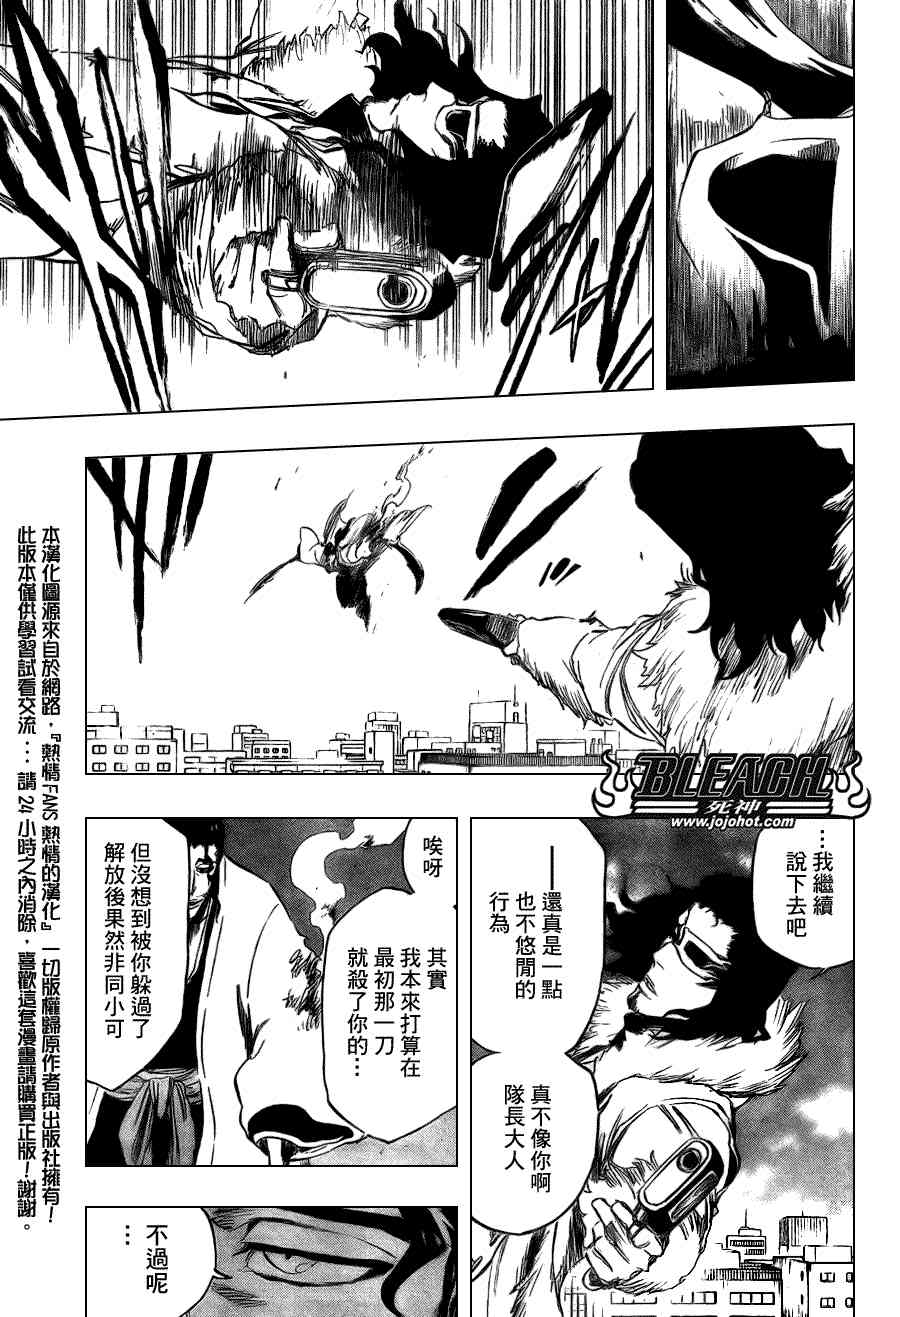 BLEACH
死神
www.jojohot.com
…我繼續
說下去吧
——還真是一點
也不悠閒的
行為
真不像你啊
隊長大人
唉呀
其實
我本來打算在
最初那一刀
就殺了你的…
但沒想到被你躲過了
解放後果然非同小可
不過呢
…
本漢化圖源來自於網路，『熱情FANS 熱情的漢化』一切版權歸原作者與出版社擁有！
此版本僅供學習試看交流…請 24 小時之內消除，喜歡這套漫畫請購買正版！謝謝。